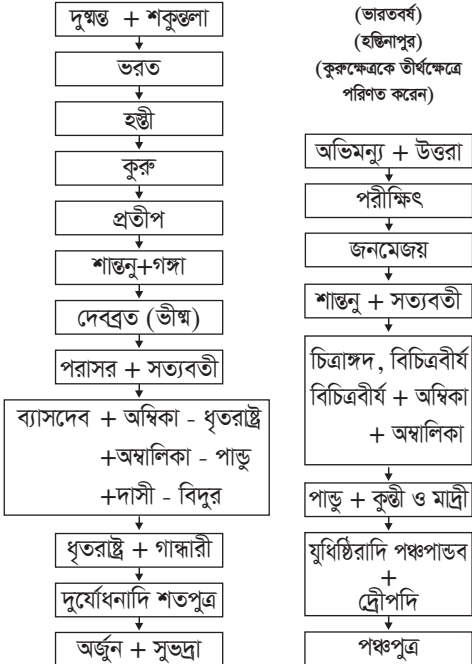 দুষ্মন্ত + শকুন্তলা
ভরত
হস্তী
কুরু
প্রতীপ
শান্তনু+গঙ্গা
দেবব্রত (ভীষ্ম)
পরাসর + সত্যবতী
ব্যাসদেব + অম্বিকা - ধৃতরাষ্ট্র
+অম্বালিকা - পান্ডু
+দাসী - বিদুর
ধৃতরাষ্ট্র + গান্ধারী
দুর্যোধনাদি শতপুত্র
অর্জুন + সুভদ্রা
(ভারতবর্ষ)
(হস্তিনাপুর)
(কুরুক্ষেত্রকে তীর্থক্ষেত্রে
পরিণত করেন)
অভিমন্যু + উত্তরা
পরীক্ষিৎ
জনমেজয়
শান্তনু + সত্যবতী
চিত্রাঙ্গদ, বিচিত্রবীর্য
বিচিত্রবীর্য + অম্বিকা
+ অম্বালিকা
পান্ডু + কুন্তী ও মাদ্রী
যুধিষ্ঠিরাদি পঞ্চপান্ডব
+
দ্রৌপদি
পঞ্চপুত্র